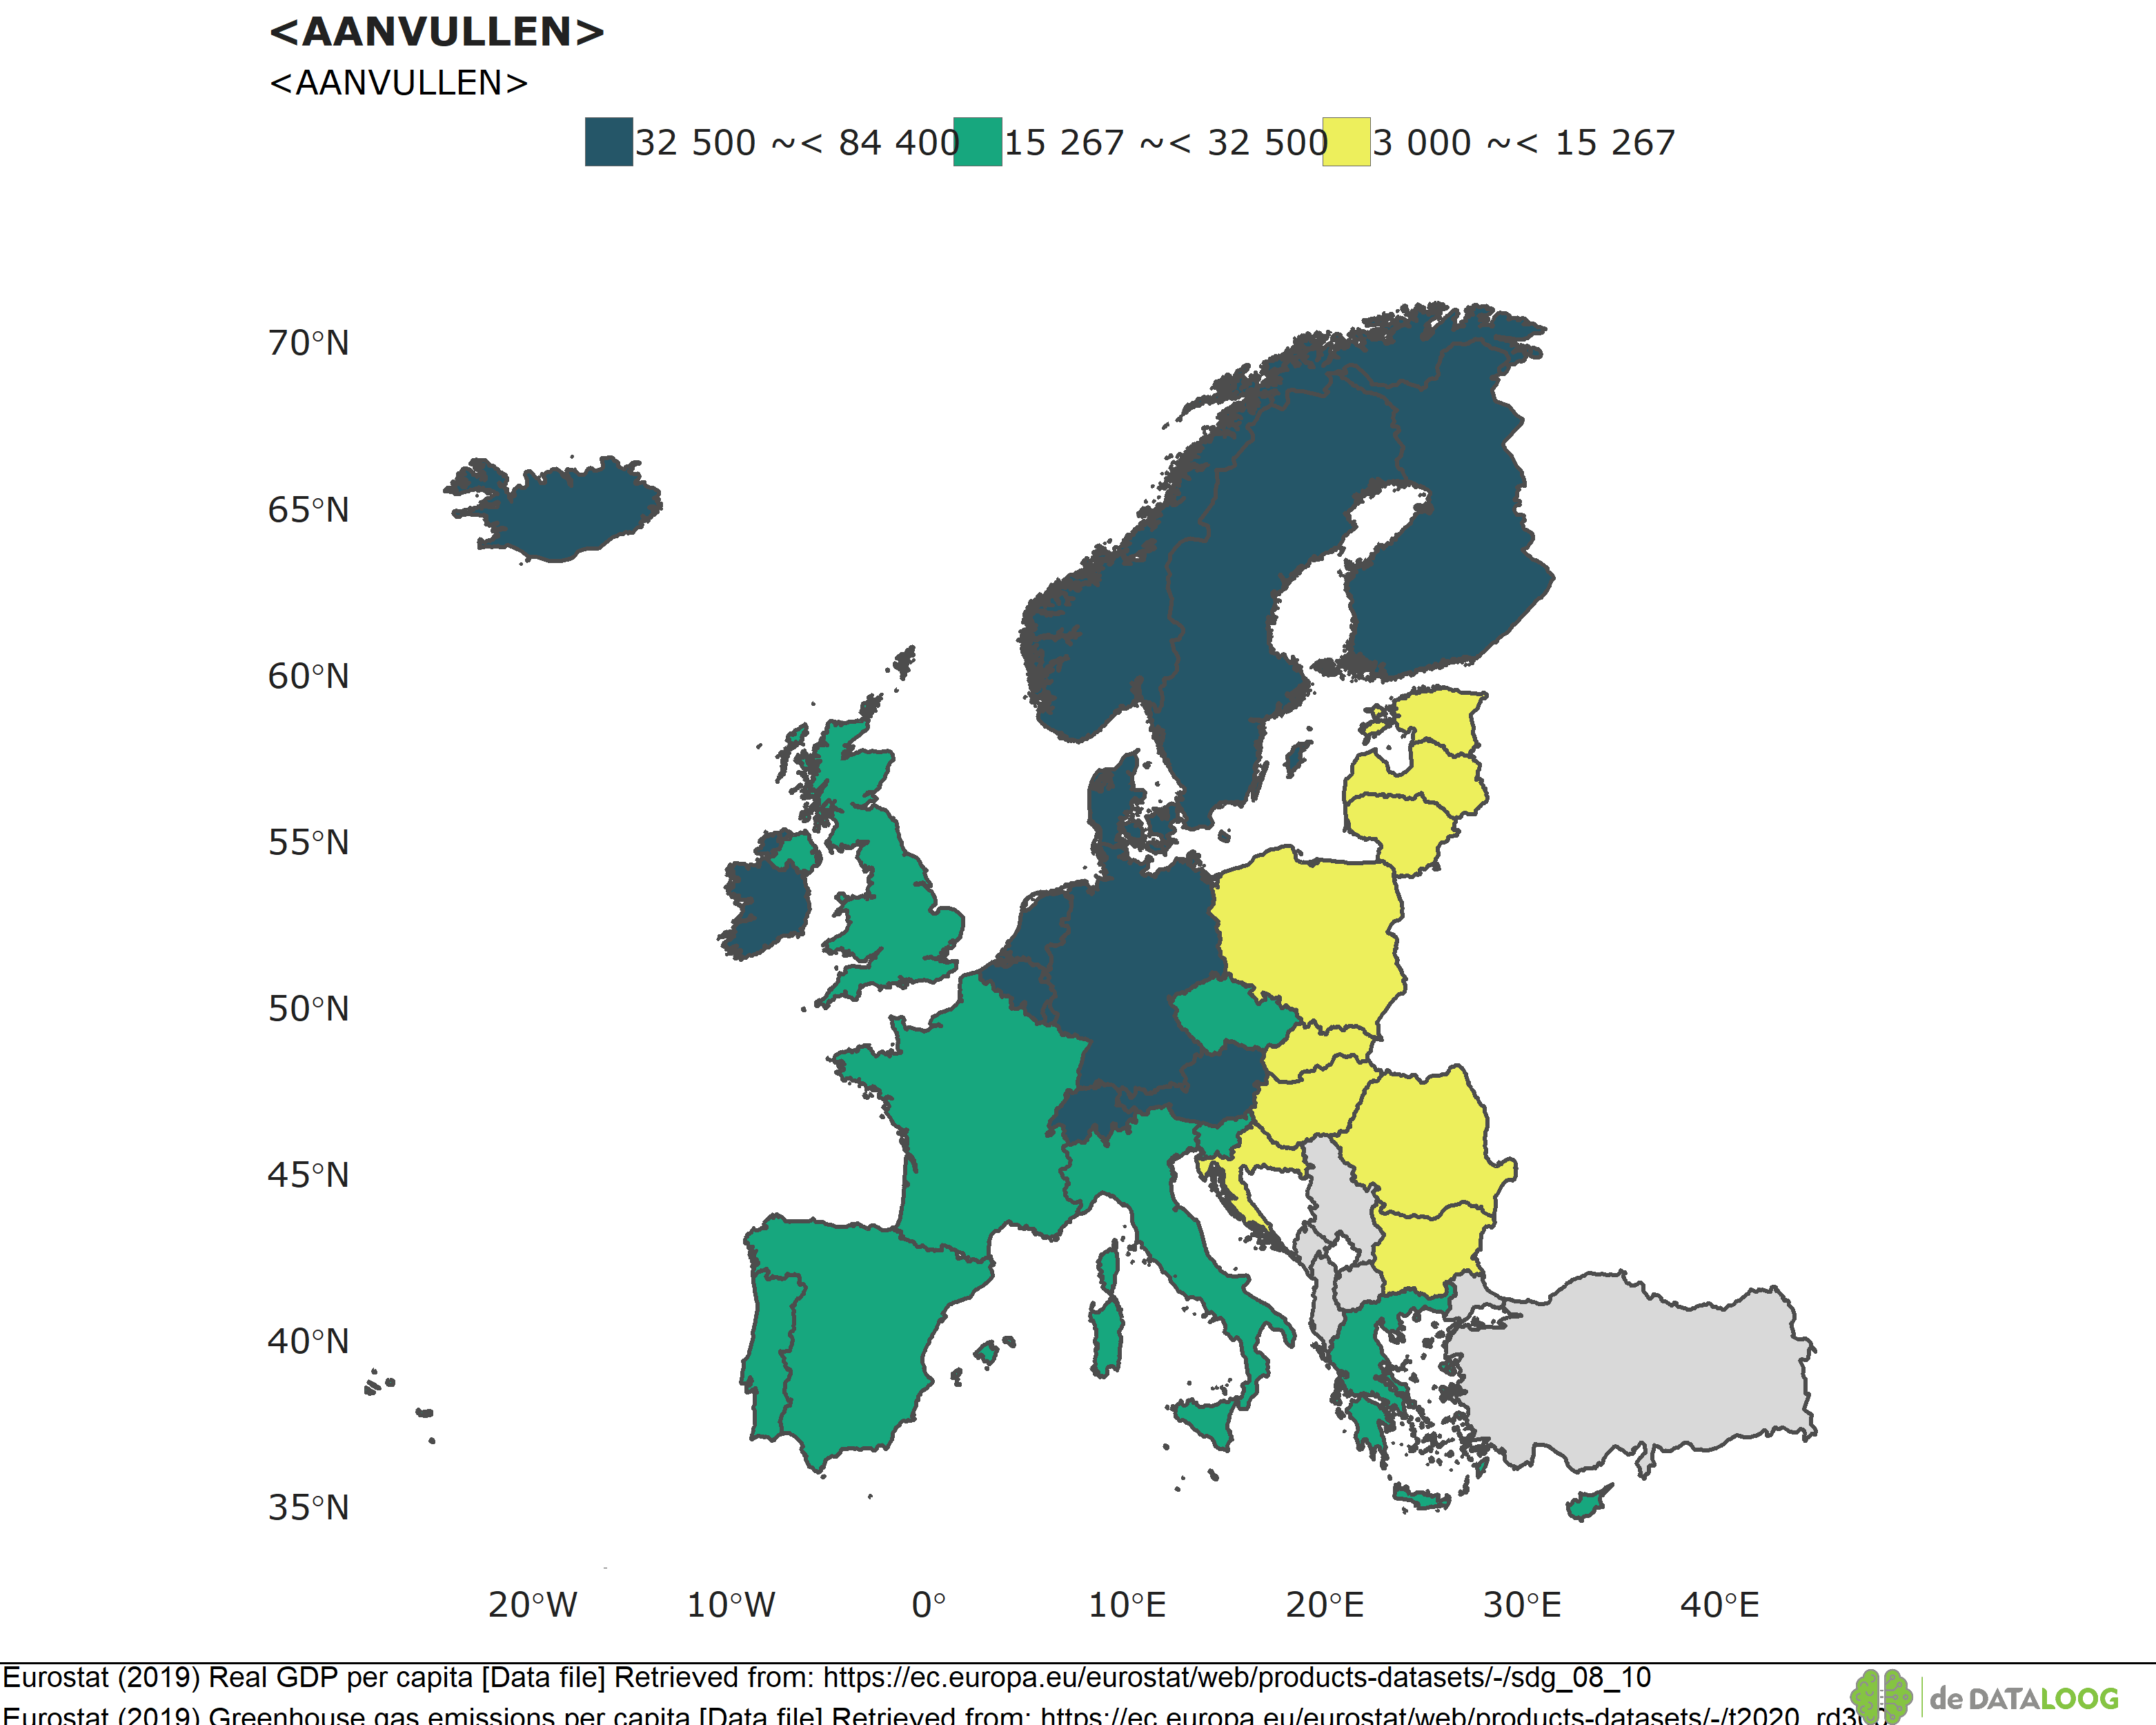 <AANVULLEN>
<AANVULLEN>
32 500 ~< 84 400 15 267 ~< 32 500 3 000 ~< 15 267
70°N
65°N
60°N
55°N
50°N
45°N
40°N
35°N
20°W 10°W 0° 10°E 20°E 30°E 40°E
Eurostat (2019) Real GDP per capita [Data file] Retrieved from: https://ec.europa.eu/eurostat/web/products-datasets/-/sdg_08_10
de DATALOOG
Eurostat (2019) Greenhouse gas emissions per capita [Data file] Retrieved from: https://ec.europa.eu/eurostat/web/products-datasets/-/t2020_rd300